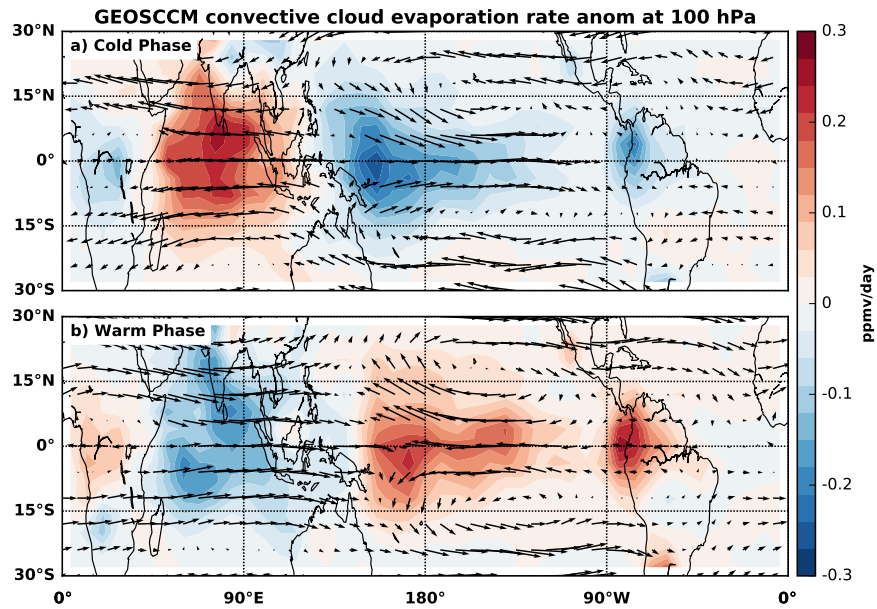 GEOSCCM convective cloud evaporation rate anom at 100 hPa
30°N
a) Cold Phase
15°N
0°
15°S
30°S
30°N
b) Warm Phase
15°N
0°
15°S
30°S
0°
90°E
180°
90°W
0°
0.3
0.2
0.1
0
-0.1
-0.2
-0.3
ppmv/day